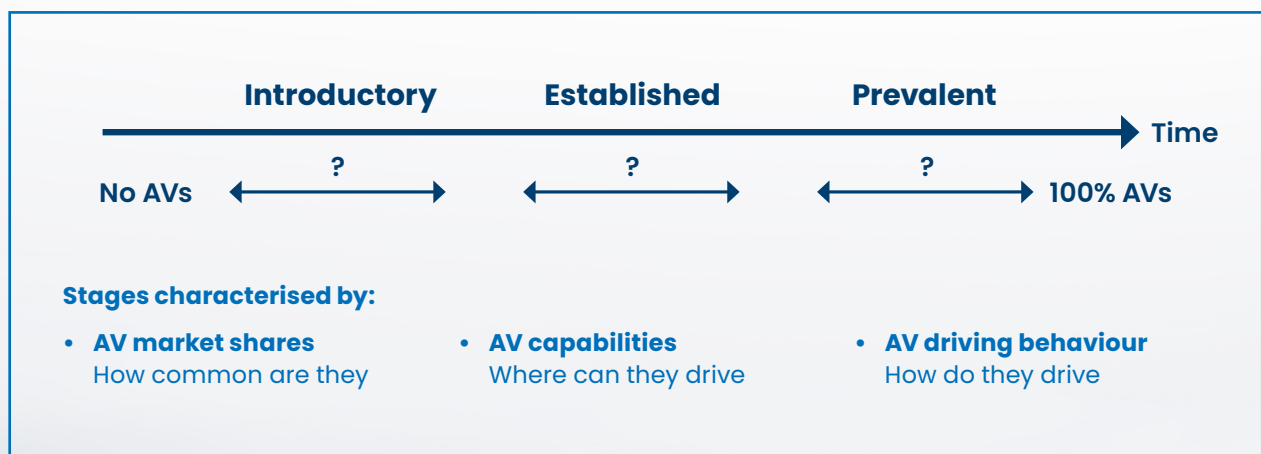 Introductory Established Prevalent
Time
? ? ?
No AVs 100% AVs
Stages characterised by:
• AV market shares
How common are they
• AV capabilities
Where can they drive
• AV driving behaviour
How do they drive